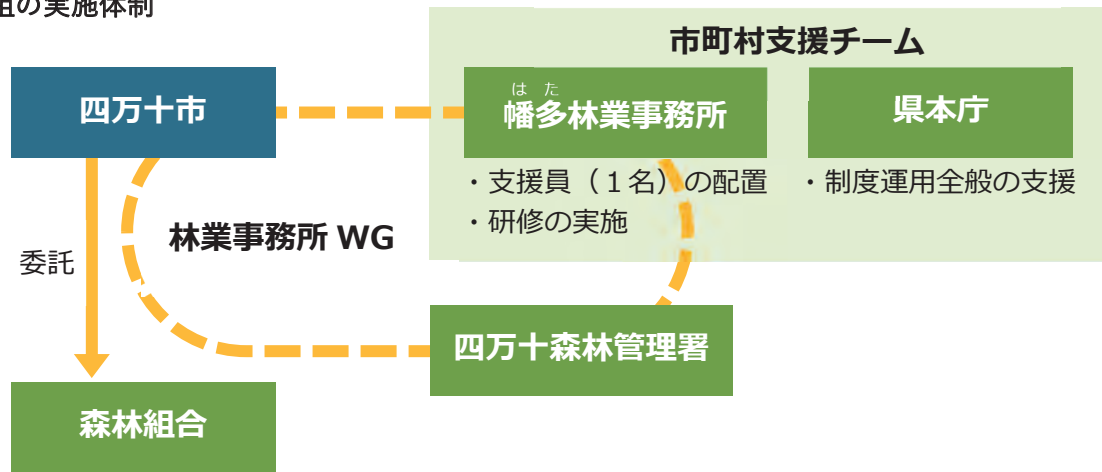 組の実施体制
市町村支援チーム
四万十市
はた
幡多林業事務所
県本庁
・支援員（１名）の配置
・研修の実施
・制度運用全般の支援
林業事務所 WG
委託
四万十森林管理署
森林組合